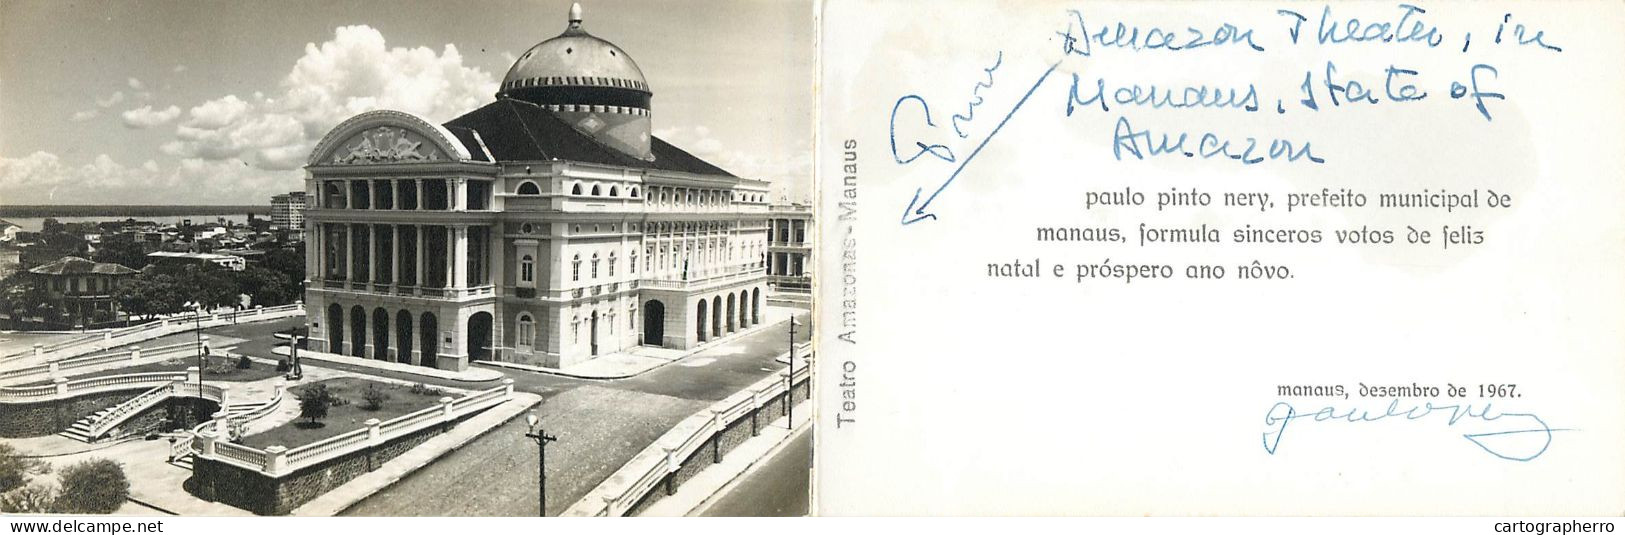 Amazon Theater, in
Manaus, State of
Amazon
Teatro Amazonas - Manaus
paulo pinto nery, prefeito municipal de
manaus, formula sinceros votos de feliz
natal e próspero ano nôvo.
manaus, dezembro de 1967.
www.delcampe.net
cartographerro